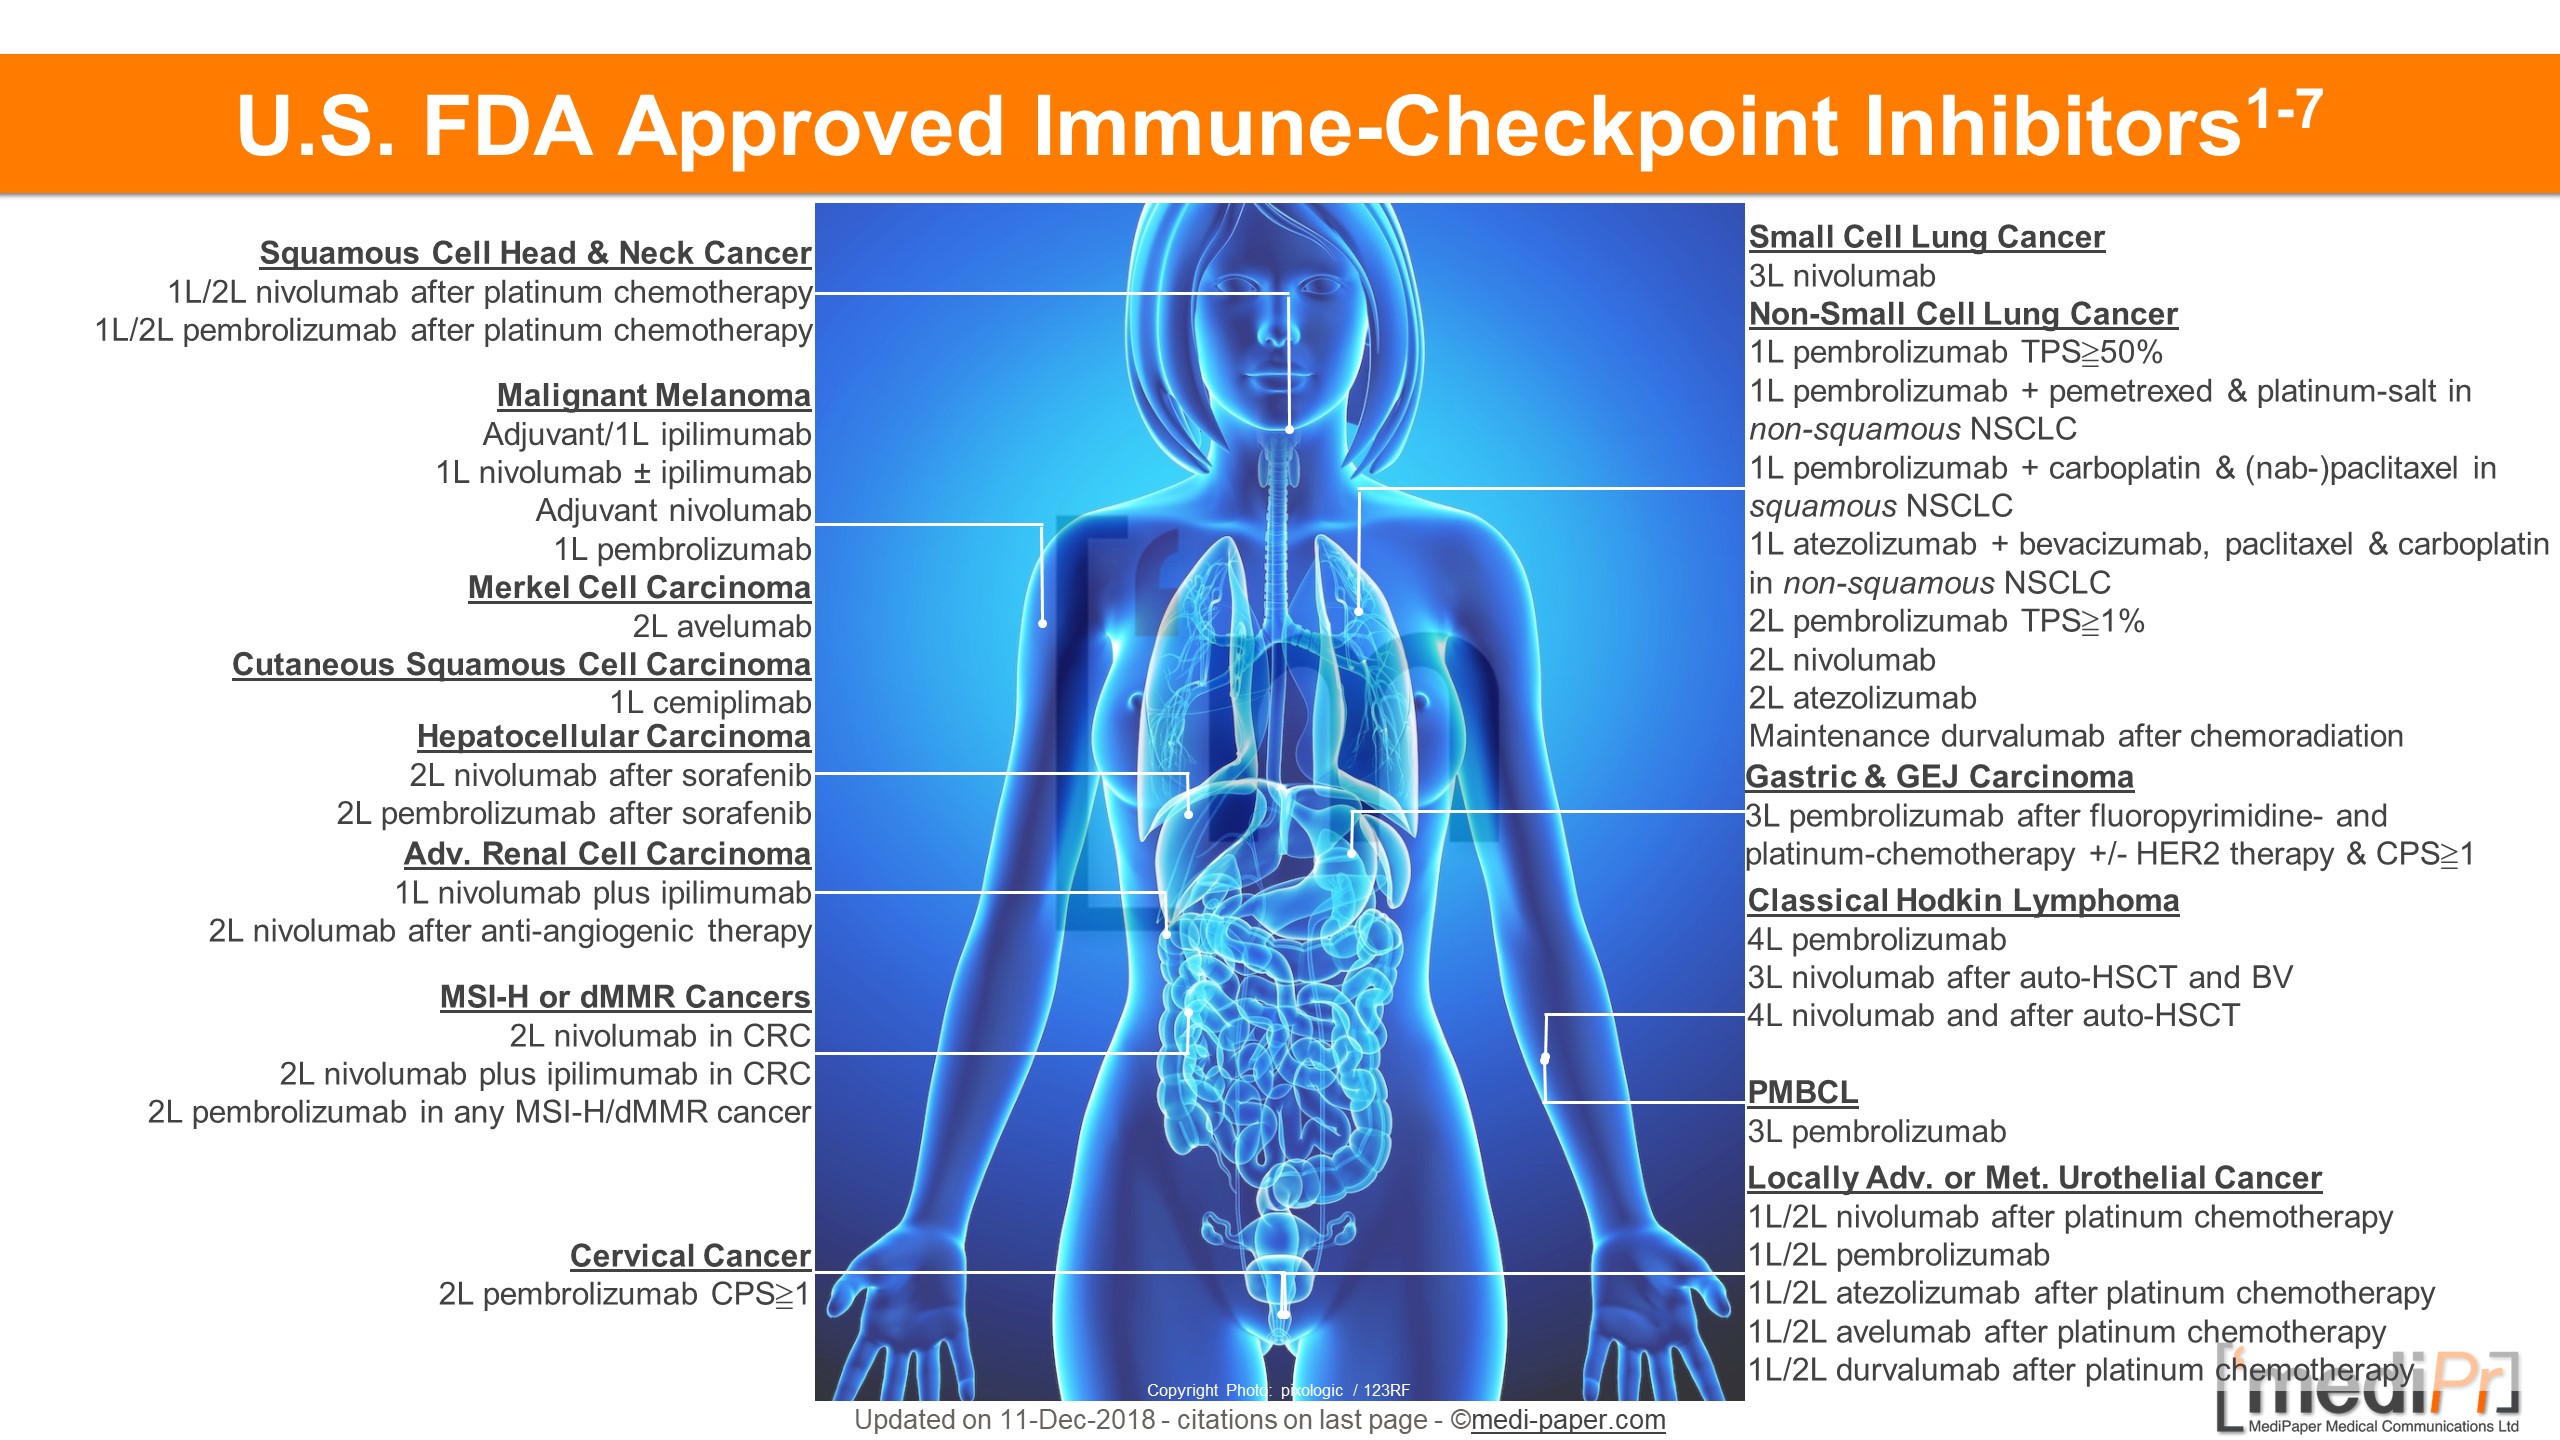 U.S. FDA Approved Immune-Checkpoint Inhibitors1-7
Squamous Cell Head & Neck Cancer
1L/2L nivolumab after platinum chemotherapy
1L/2L pembrolizumab after platinum chemotherapy
Malignant Melanoma
Adjuvant/1L ipilimumab
1L nivolumab ± ipilimumab
Adjuvant nivolumab
1L pembrolizumab
Merkel Cell Carcinoma
2L avelumab
Cutaneous Squamous Cell Carcinoma
1L cemiplimab
Hepatocellular Carcinoma
2L nivolumab after sorafenib
2L pembrolizumab after sorafenib
Adv. Renal Cell Carcinoma
1L nivolumab plus ipilimumab
2L nivolumab after anti-angiogenic therapy
MSI-H or dMMR Cancers
2L nivolumab in CRC
2L nivolumab plus ipilimumab in CRC
2L pembrolizumab in any MSI-H/dMMR cancer
Cervical Cancer
2L pembrolizumab CPS≧1
Small Cell Lung Cancer
3L nivolumab
Non-Small Cell Lung Cancer
1L pembrolizumab TPS≧50%
1L pembrolizumab + pemetrexed & platinum-salt in
non-squamous NSCLC
1L pembrolizumab + carboplatin & (nab-)paclitaxel in
squamous NSCLC
1L atezolizumab + bevacizumab, paclitaxel & carboplatin
in non-squamous NSCLC
2L pembrolizumab TPS≧1%
2L nivolumab
2L atezolizumab
Maintenance durvalumab after chemoradiation
Gastric & GEJ Carcinoma
3L pembrolizumab after fluoropyrimidine- and
platinum-chemotherapy +/- HER2 therapy & CPS≧1
Classical Hodkin Lymphoma
4L pembrolizumab
3L nivolumab after auto-HSCT and BV
4L nivolumab and after auto-HSCT
PMBCL
3L pembrolizumab
Locally Adv. or Met. Urothelial Cancer
1L/2L nivolumab after platinum chemotherapy
1L/2L pembrolizumab
1L/2L atezolizumab after platinum chemotherapy
1L/2L avelumab after platinum chemotherapy
1L/2L durvalumab after platinum chemotherapy
['m
Copyright Photo: pixologic / 123RF
Updated on 11-Dec-2018 - citations on last page - ©medi-paper.com
['mediPr]
MediPaper Medical Communications Ltd